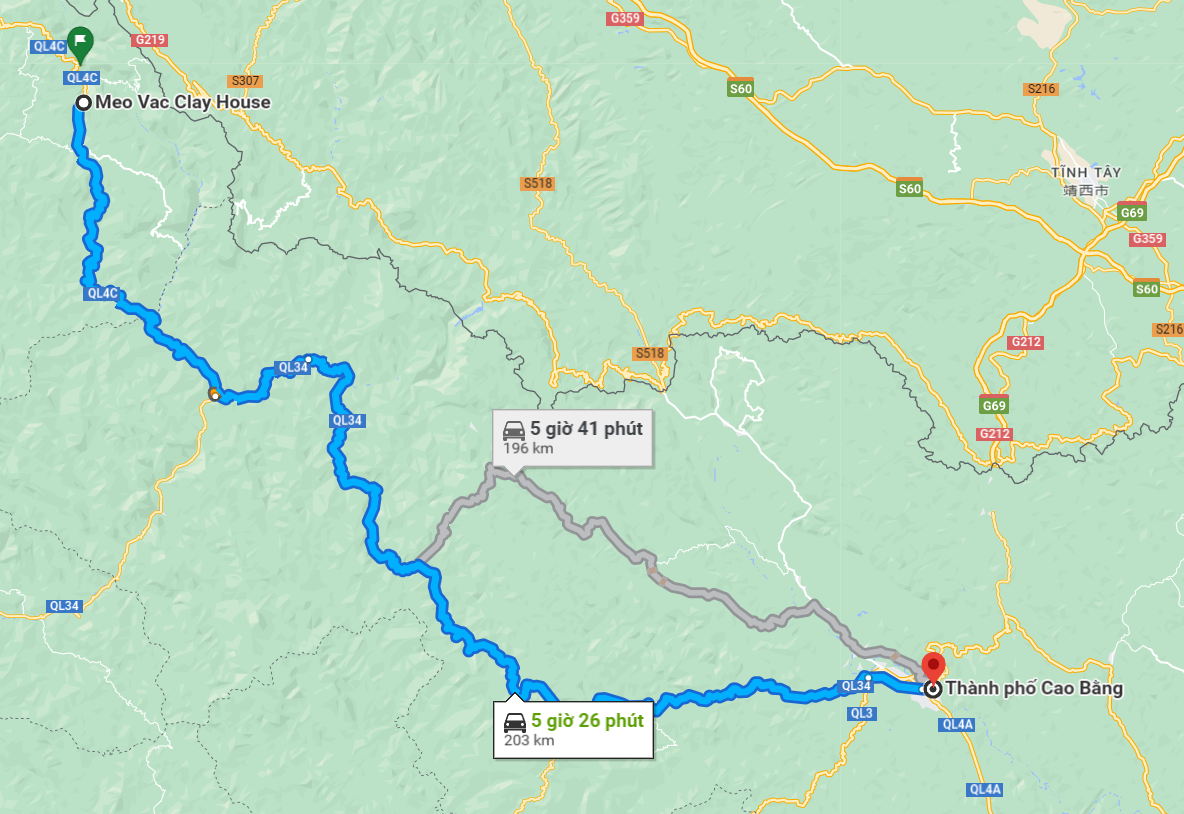 G359
QL4C
G219
QL4C
S307
S60
S216
Meo Vac Clay House
TĨNH TÂY
靖西市
S518
S60
G69
G359
QL4C
S60
S216
G212
S518
QL34
G69
QL34
G212
5 giờ 41 phút
196 km
QL34
QL34
Thành phố Cao Bằng
QL3
QL4A
5 giờ 26 phút
203 km
QL4A